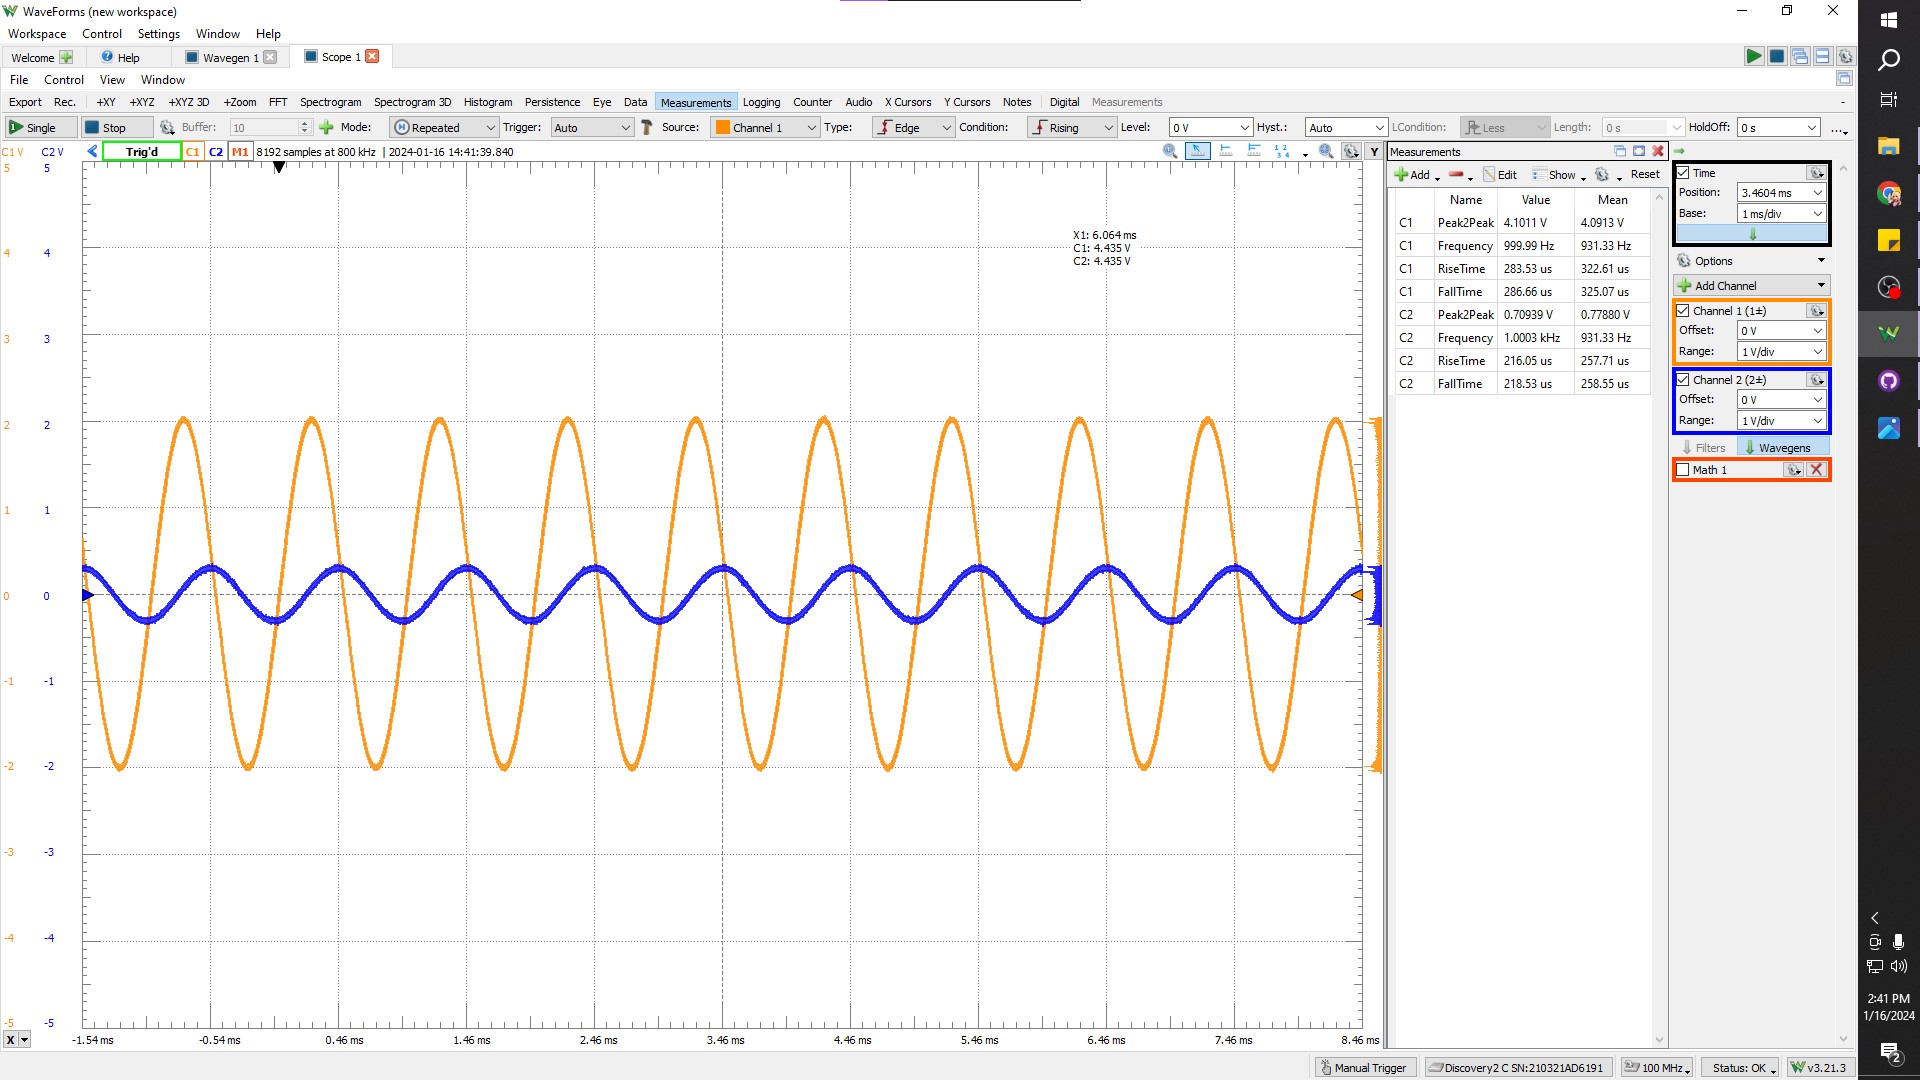 WaveForms (new workspace)
Workspace Control Settings Window Help
Welcome Help Wavegen 1 Scope 1
File Control View Window
Export Rec. +XY +XYZ +XYZ 3D +Zoom FFT Spectrogram Spectrogram 3D Histogram Persistence Eye Data Measurements Logging Counter Audio X Cursors Y Cursors Notes Digital Measurements -
Single Stop Buffer: 10 Mode: Repeated Trigger: Auto Source: Channel 1 Type: Edge Condition: Rising Level: 0 V Hyst.: Auto LCondition: Less Length: 0 s HoldOff: 0 s ...
C1 V C2 V Trig'd C1 C2 M1 8192 samples at 800 kHz | 2024-01-16 14:41:39.840 Y
5 5
4 4
3 3
2 2
1 1
0 0
-1 -1
-2 -2
-3 -3
-4 -4
-5 -5
X1: 6.064 ms
C1: 4.435 V
C2: 4.435 V
X -1.54 ms -0.54 ms 0.46 ms 1.46 ms 2.46 ms 3.46 ms 4.46 ms 5.46 ms 6.46 ms 7.46 ms 8.46 ms
Measurements
Add Edit Show Reset
Name Value Mean
C1 Peak2Peak 4.1011 V 4.0913 V
C1 Frequency 999.99 Hz 931.33 Hz
C1 RiseTime 283.53 us 322.61 us
C1 FallTime 286.66 us 325.07 us
C2 Peak2Peak 0.70939 V 0.77880 V
C2 Frequency 1.0003 kHz 931.33 Hz
C2 RiseTime 216.05 us 257.71 us
C2 FallTime 218.53 us 258.55 us
Time
Position: 3.4604 ms
Base: 1 ms/div
Options
Add Channel
Channel 1 (1±)
Offset: 0 V
Range: 1 V/div
Channel 2 (2±)
Offset: 0 V
Range: 1 V/div
Filters Wavegens
Math 1
Manual Trigger Discovery2 C SN:210321AD6191 100 MHz Status: OK v3.21.3
2:41 PM
1/16/2024
2